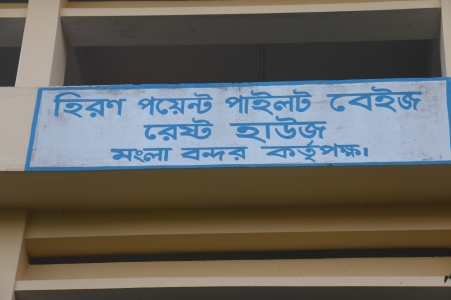 হিরণ পয়েন্ট পাইলট বেইজ
রেষ্ট হাউজ
মংলা বন্দর কর্তৃপক্ষ।